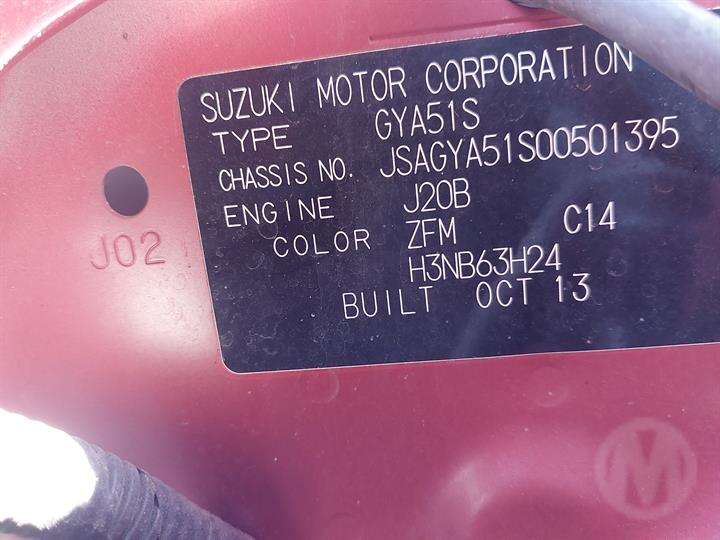 SUZUKI MOTOR CORPORATION
TYPE GYA51S
CHASSIS NO. JSAGYA51S00501395
ENGINE J20B
COLOR ZFM C14
H3NB63H24
BUILT OCT 13
J02
M